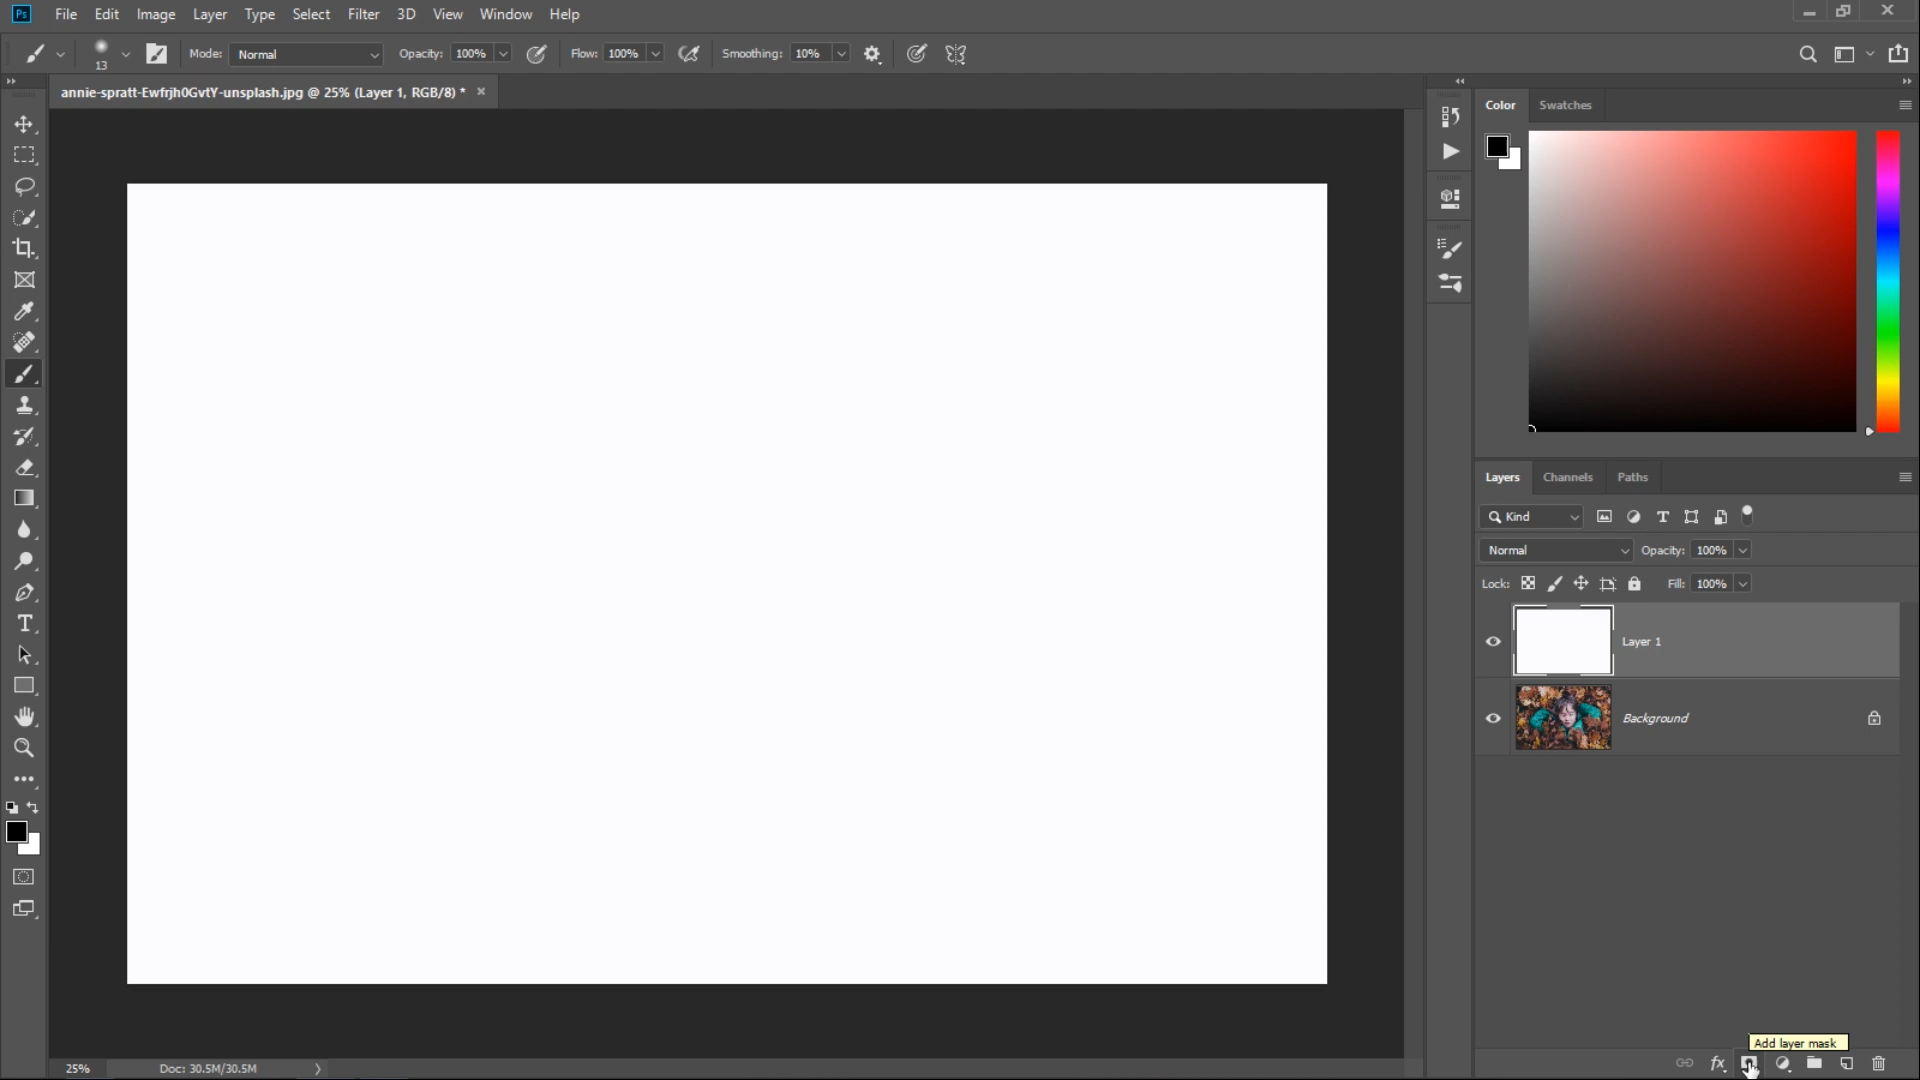 Ps File Edit Image Layer Type Select Filter 3D View Window Help
13 Mode: Normal Opacity: 100% Flow: 100% Smoothing: 10%
annie-spratt-Ewfrjh0GvtY-unsplash.jpg @ 25% (Layer 1, RGB/8) *
Color Swatches
Layers Channels Paths
Kind
Normal Opacity: 100%
Lock: Fill: 100%
Layer 1
Background
Add layer mask
fx
25% Doc: 30.5M/30.5M